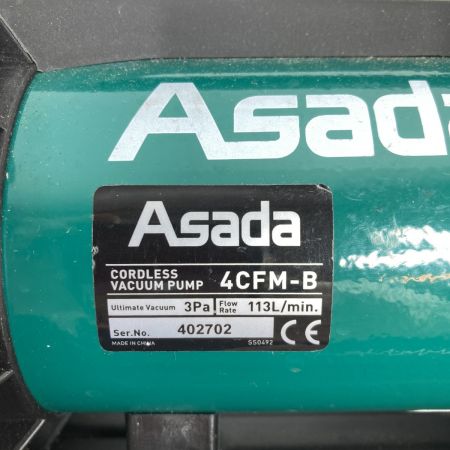 Asada
Asada
CORDLESS
VACUUM PUMP 4CFM-B
Ultimate Vacuum 3Pa Flow Rate 113L/min.
Ser.No. 402702
MADE IN CHINA SS0492 CE